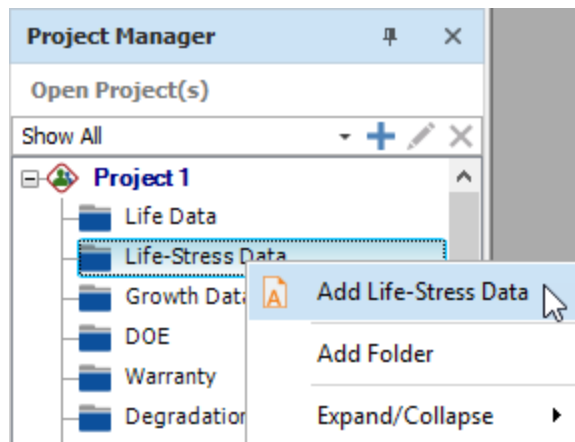 Project Manager
Open Project(s)
Show All
Project 1
Life Data
Life-Stress Data
Growth Data
A Add Life-Stress Data
DOE
Add Folder
Warranty
Degradation
Expand/Collapse